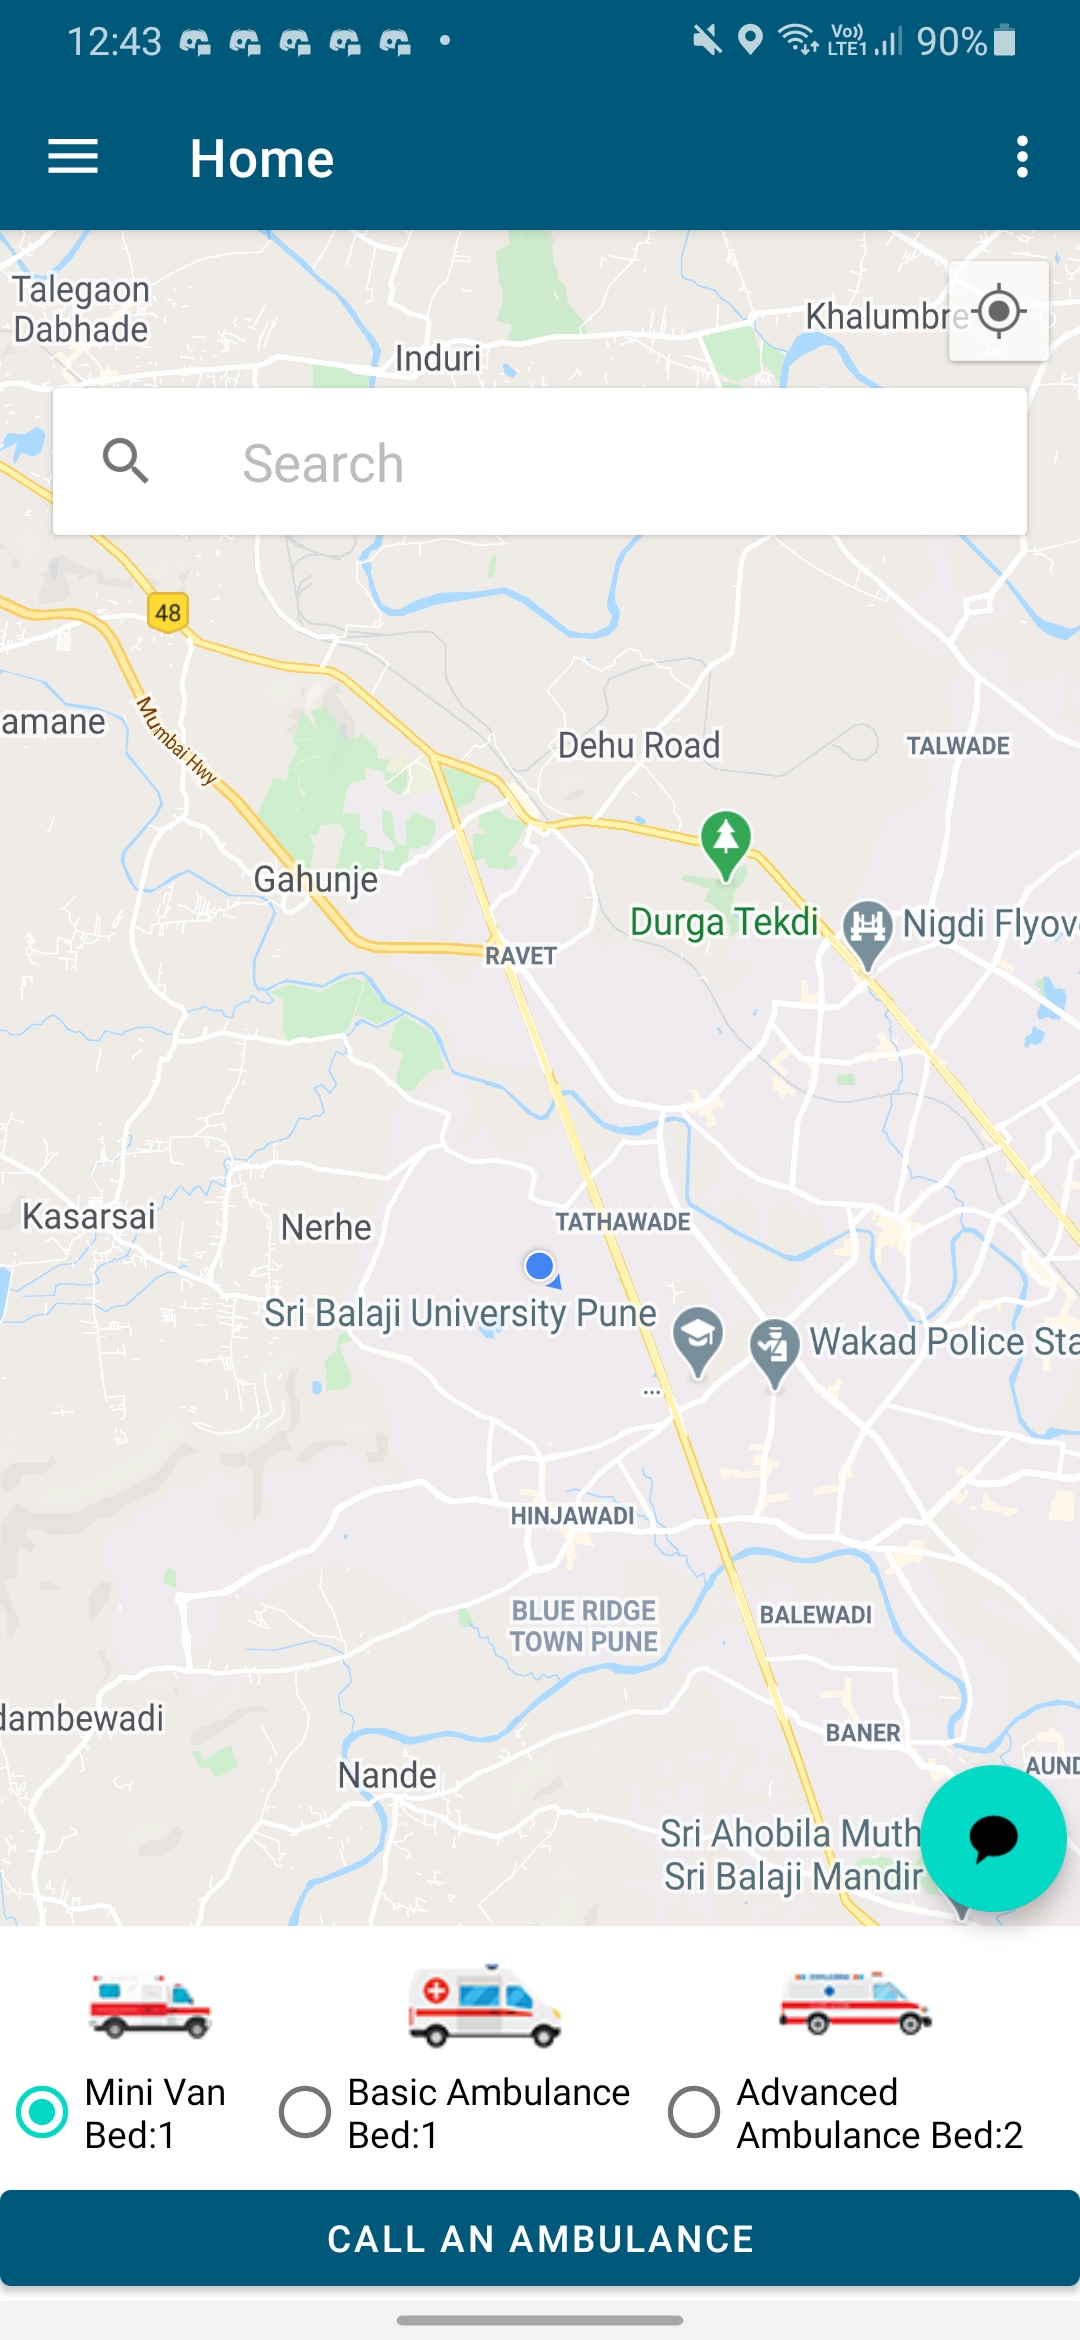 12:43
Vo))
LTE1
90%
Home
Talegaon
Dabhade
Khalumbre
Induri
Search
48
Mumbai Hwy
amane
Dehu Road
TALWADE
Gahunje
Durga Tekdi
Nigdi Flyov
RAVET
Kasarsai
Nerhe
TATHAWADE
Sri Balaji University Pune
Wakad Police Sta
...
HINJAWADI
BLUE RIDGE
TOWN PUNE
BALEWADI
dambewadi
BANER
Nande
AUND
Sri Ahobila Muth
Sri Balaji Mandir
Mini Van
Bed:1
Basic Ambulance
Bed:1
Advanced
Ambulance Bed:2
CALL AN AMBULANCE